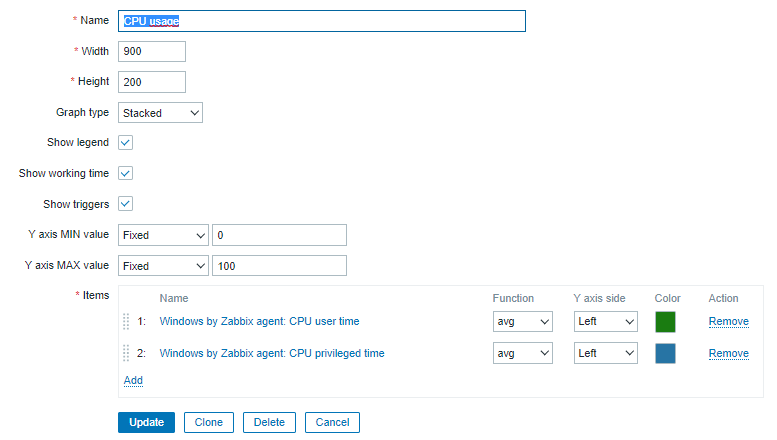 * Name CPU usage
* Width 900
* Height 200
Graph type Stacked
Show legend
Show working time
Show triggers
Y axis MIN value Fixed 0
Y axis MAX value Fixed 100
* Items Name Function Y axis side Color Action
1: Windows by Zabbix agent: CPU user time avg Left Remove
2: Windows by Zabbix agent: CPU privileged time avg Left Remove
Add
Update Clone Delete Cancel